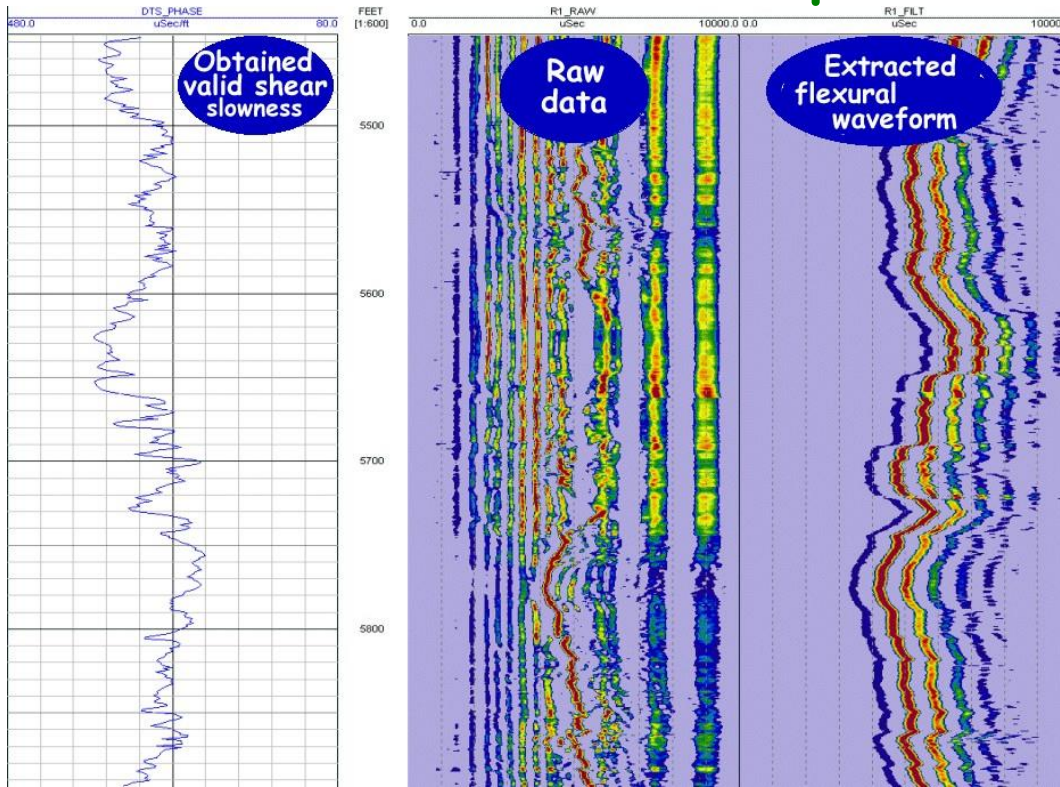 DTS_PHASE
480.0 uSec/ft 80.0
FEET
[1:600]
R1_RAW
0.0 uSec 10000.0
R1_FILT
0.0 uSec 10000
Obtained
valid shear
slowness
Raw
data
Extracted
flexural
waveform
5500
5600
5700
5800